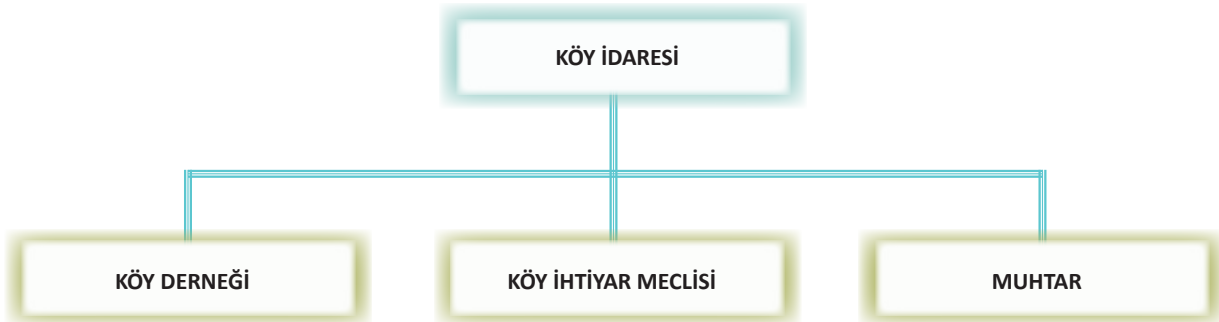 KÖY İDARESİ
KÖY DERNEĞİ
KÖY İHTİYAR MECLİSİ
MUHTAR